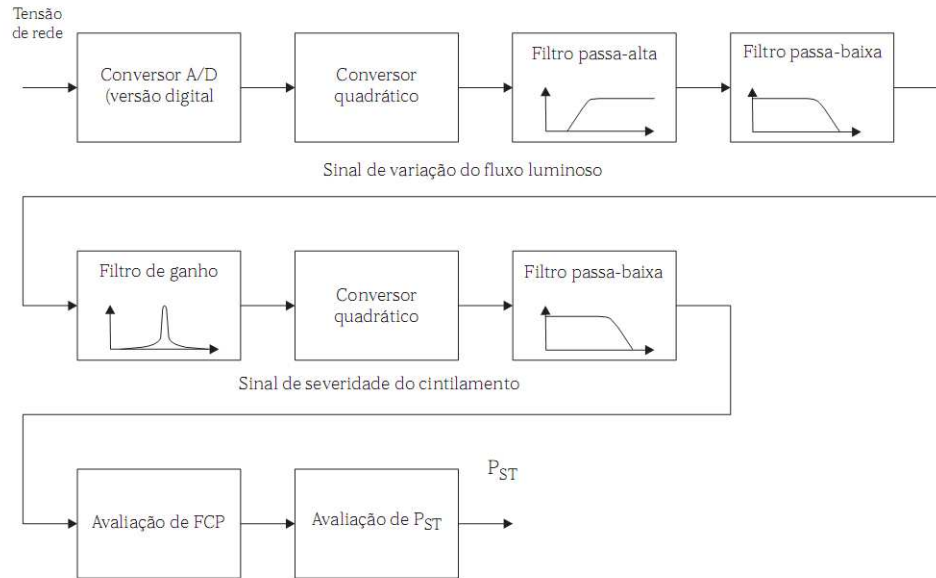 Tensão
de rede
Conversor A/D
(versão digital
Conversor
quadrático
Filtro passa-alta
Filtro passa-baixa
Sinal de variação do fluxo luminoso
Filtro de ganho
Conversor
quadrático
Filtro passa-baixa
Sinal de severidade do cintilamento
Avaliação de FCP
Avaliação de PST
PST